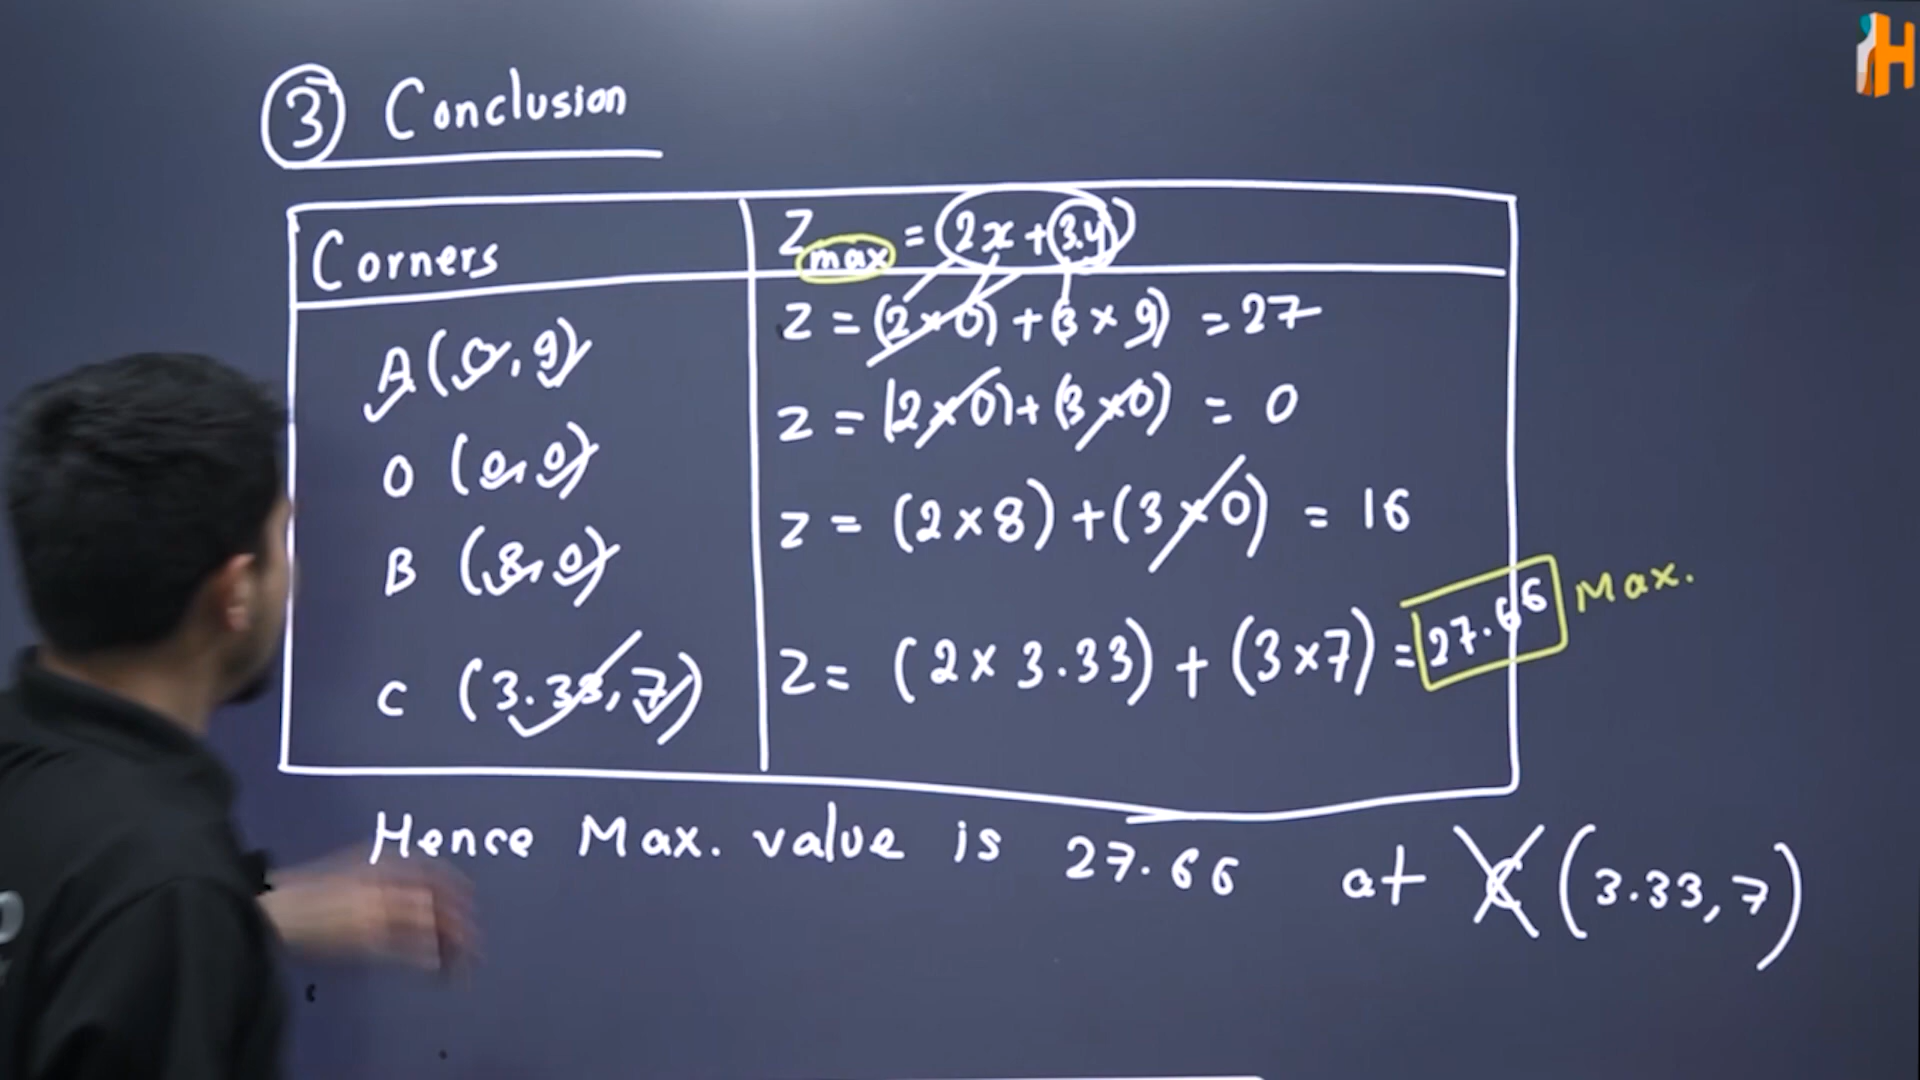 ③ Conclusion
Corners
Z max = (2x + 3y)
A (0, 9)
Z = (2 × 0) + (3 × 9) = 27
O (0, 0)
Z = (2 × 0) + (3 × 0) = 0
B (8, 0)
Z = (2 × 8) + (3 × 0) = 16
C (3.33, 7)
Z = (2 × 3.33) + (3 × 7) = 27.66 Max.
Hence Max. value is 27.66 at C (3.33, 7)
H